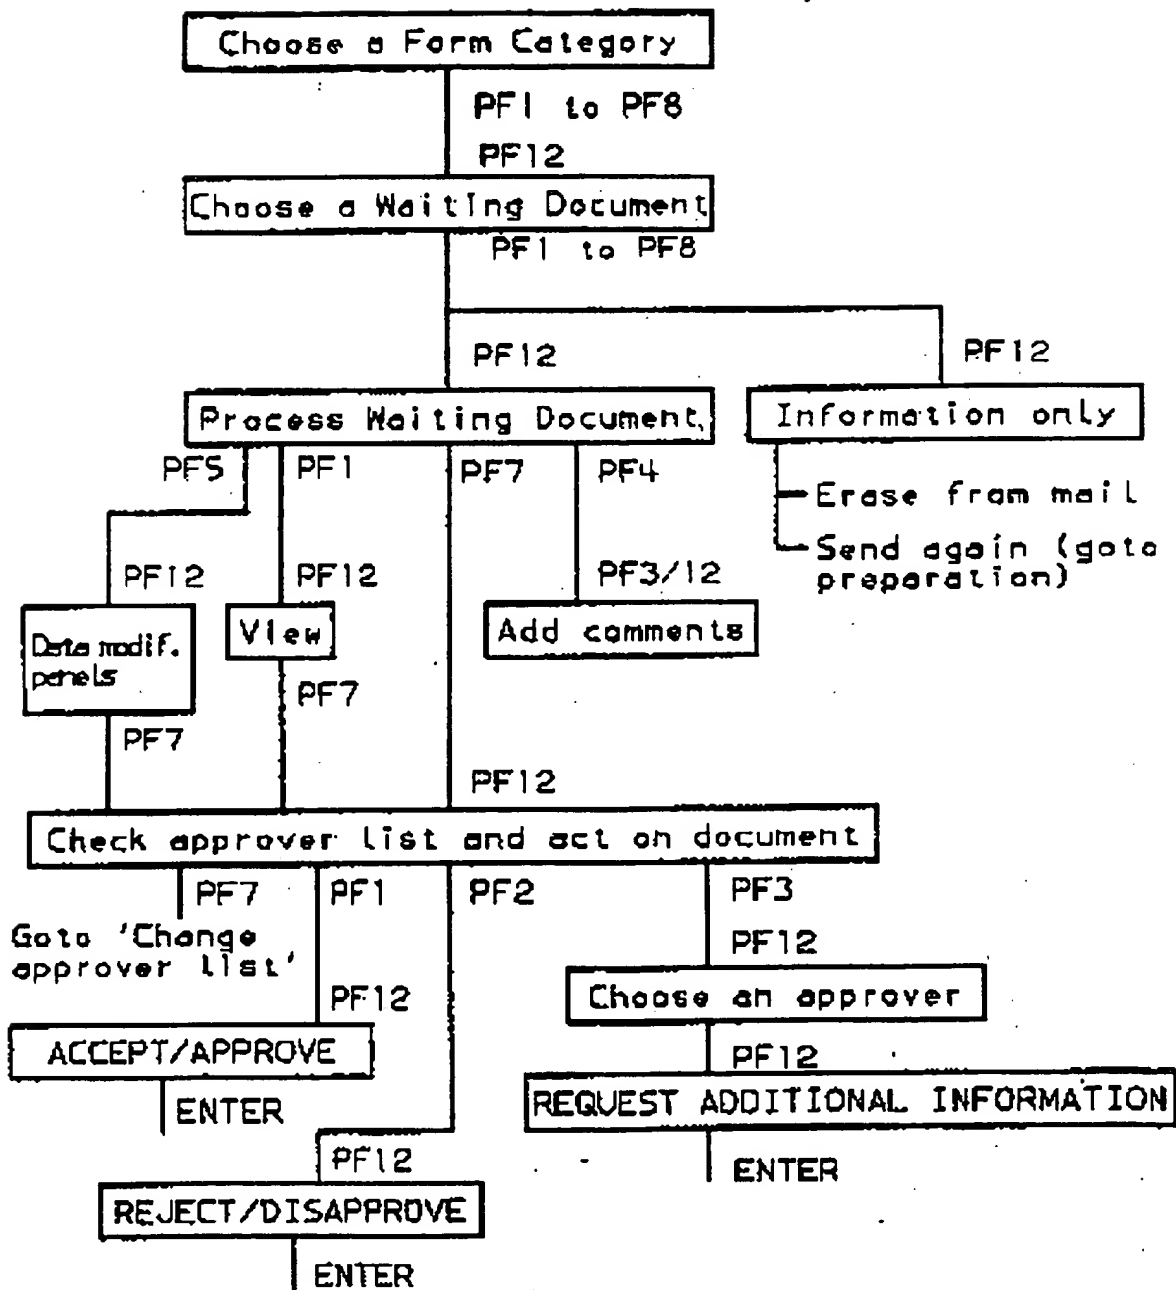 Choose a Form Category
PF1 to PF8
PF12
Choose a Waiting Document
PF1 to PF8
PF12
PF12
Process Waiting Document
Information only
PF5
PF1
PF7
PF4
Erase from mail
Send again (goto
preparation)
PF12
PF12
PF3/12
Data modif.
panels
View
Add comments
PF7
PF7
PF12
Check approver list and act on document
PF7
PF1
PF2
PF3
Goto 'Change
approver list'
PF12
PF12
Choose an approver
ACCEPT/APPROVE
PF12
REQUEST ADDITIONAL INFORMATION
ENTER
PF12
ENTER
REJECT/DISAPPROVE
ENTER